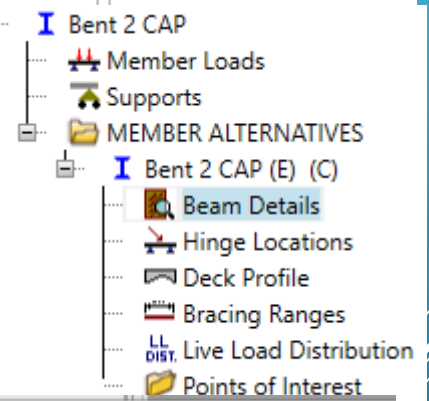 Bent 2 CAP
Member Loads
Supports
MEMBER ALTERNATIVES
Bent 2 CAP (E) (C)
Beam Details
Hinge Locations
Deck Profile
Bracing Ranges
LL DIST. Live Load Distribution
Points of Interest